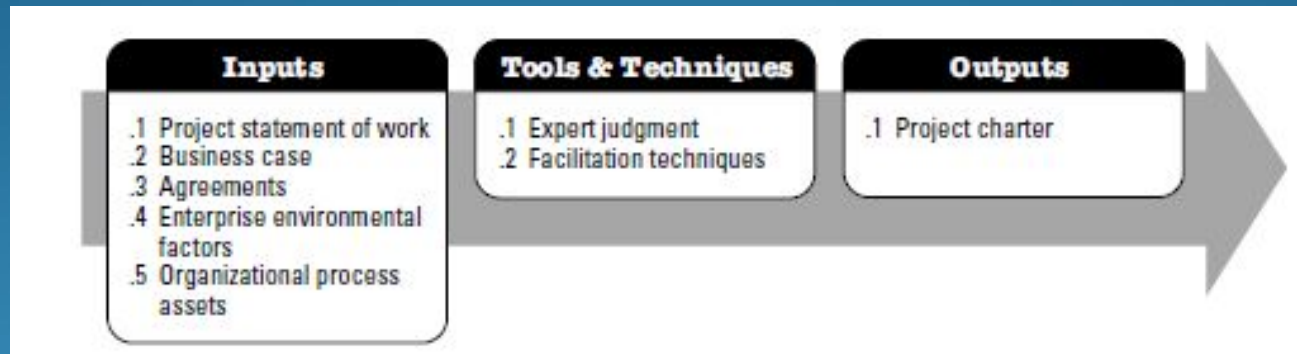 Inputs
.1 Project statement of work
.2 Business case
.3 Agreements
.4 Enterprise environmental
factors
.5 Organizational process
assets
Tools & Techniques
.1 Expert judgment
.2 Facilitation techniques
Outputs
.1 Project charter